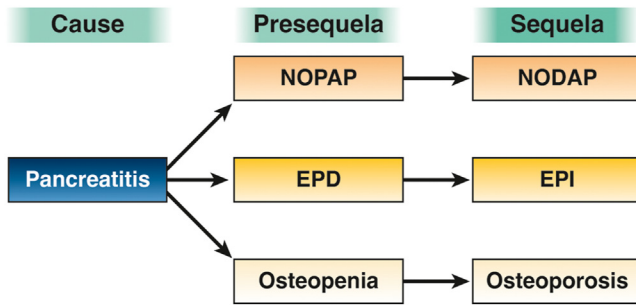 Cause Presequela Sequela
NOPAP NODAP
Pancreatitis EPD EPI
Osteopenia Osteoporosis